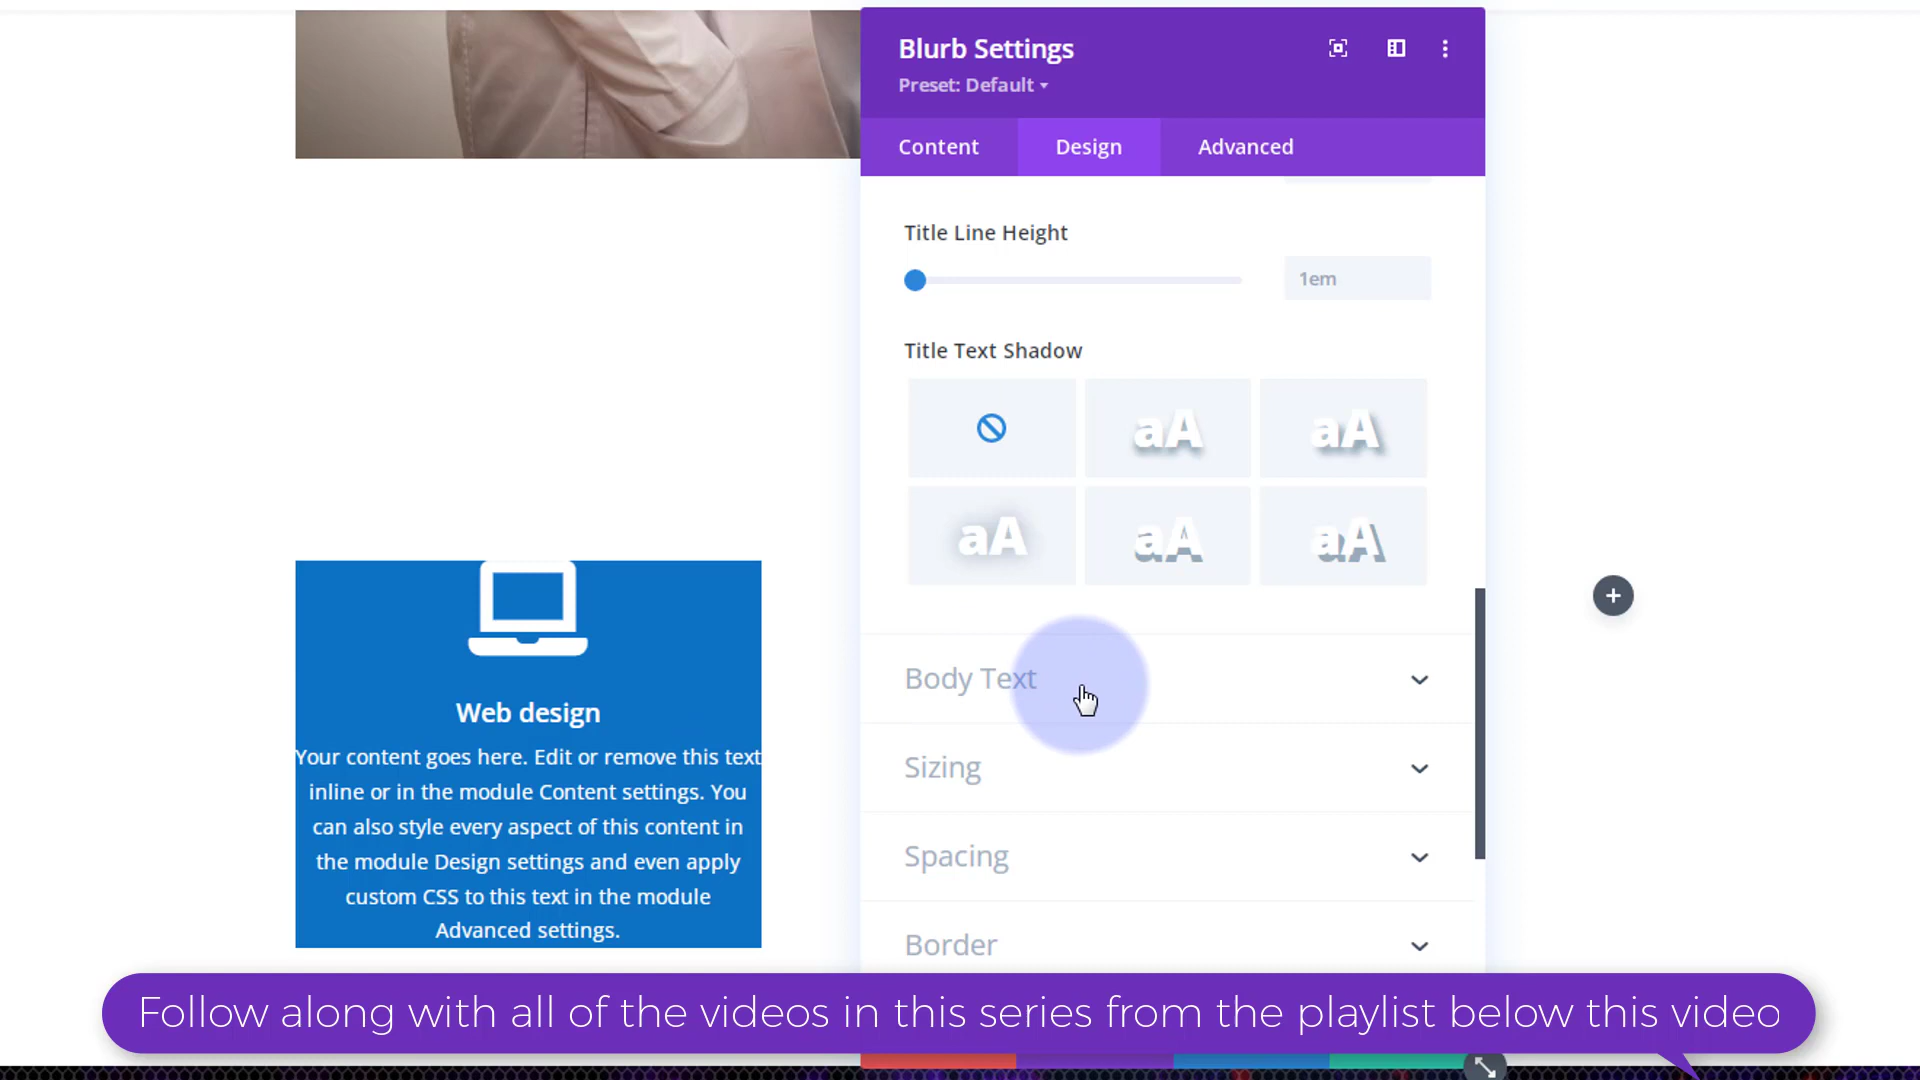 Blurb Settings
Preset: Default
Content
Design
Advanced
Title Line Height
1em
Title Text Shadow
aA
aA
aA
aA
aA
Body Text
Sizing
Spacing
Border
Web design
Your content goes here. Edit or remove this text
inline or in the module Content settings. You
can also style every aspect of this content in
the module Design settings and even apply
custom CSS to this text in the module
Advanced settings.
Follow along with all of the videos in this series from the playlist below this video